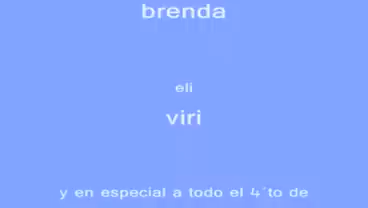 brenda
eli
viri
y en especial a todo el 4´to de